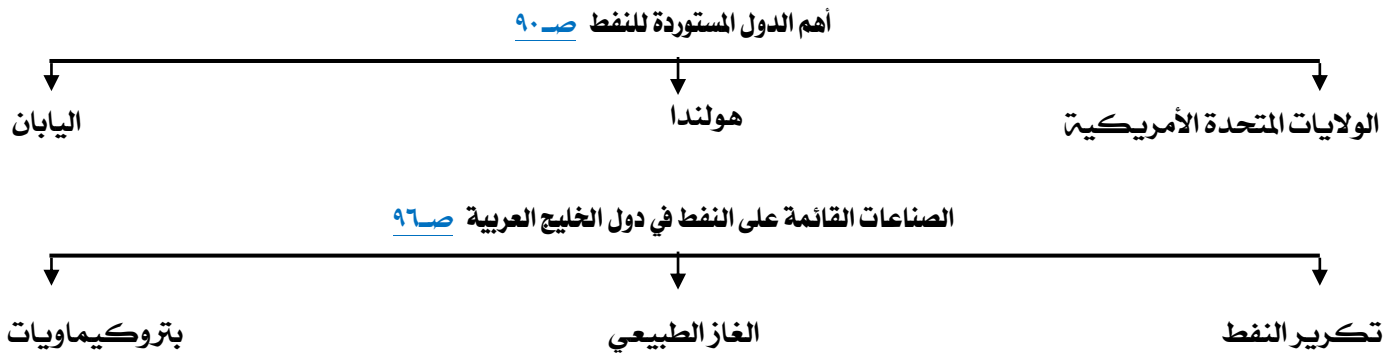 أهم الدول المستوردة للنفط صـ٩٠
الولايات المتحدة الأمريكية هولندا اليابان
الصناعات القائمة على النفط في دول الخليج العربية صـ٩٦
تكرير النفط الغاز الطبيعي بتروكيماويات